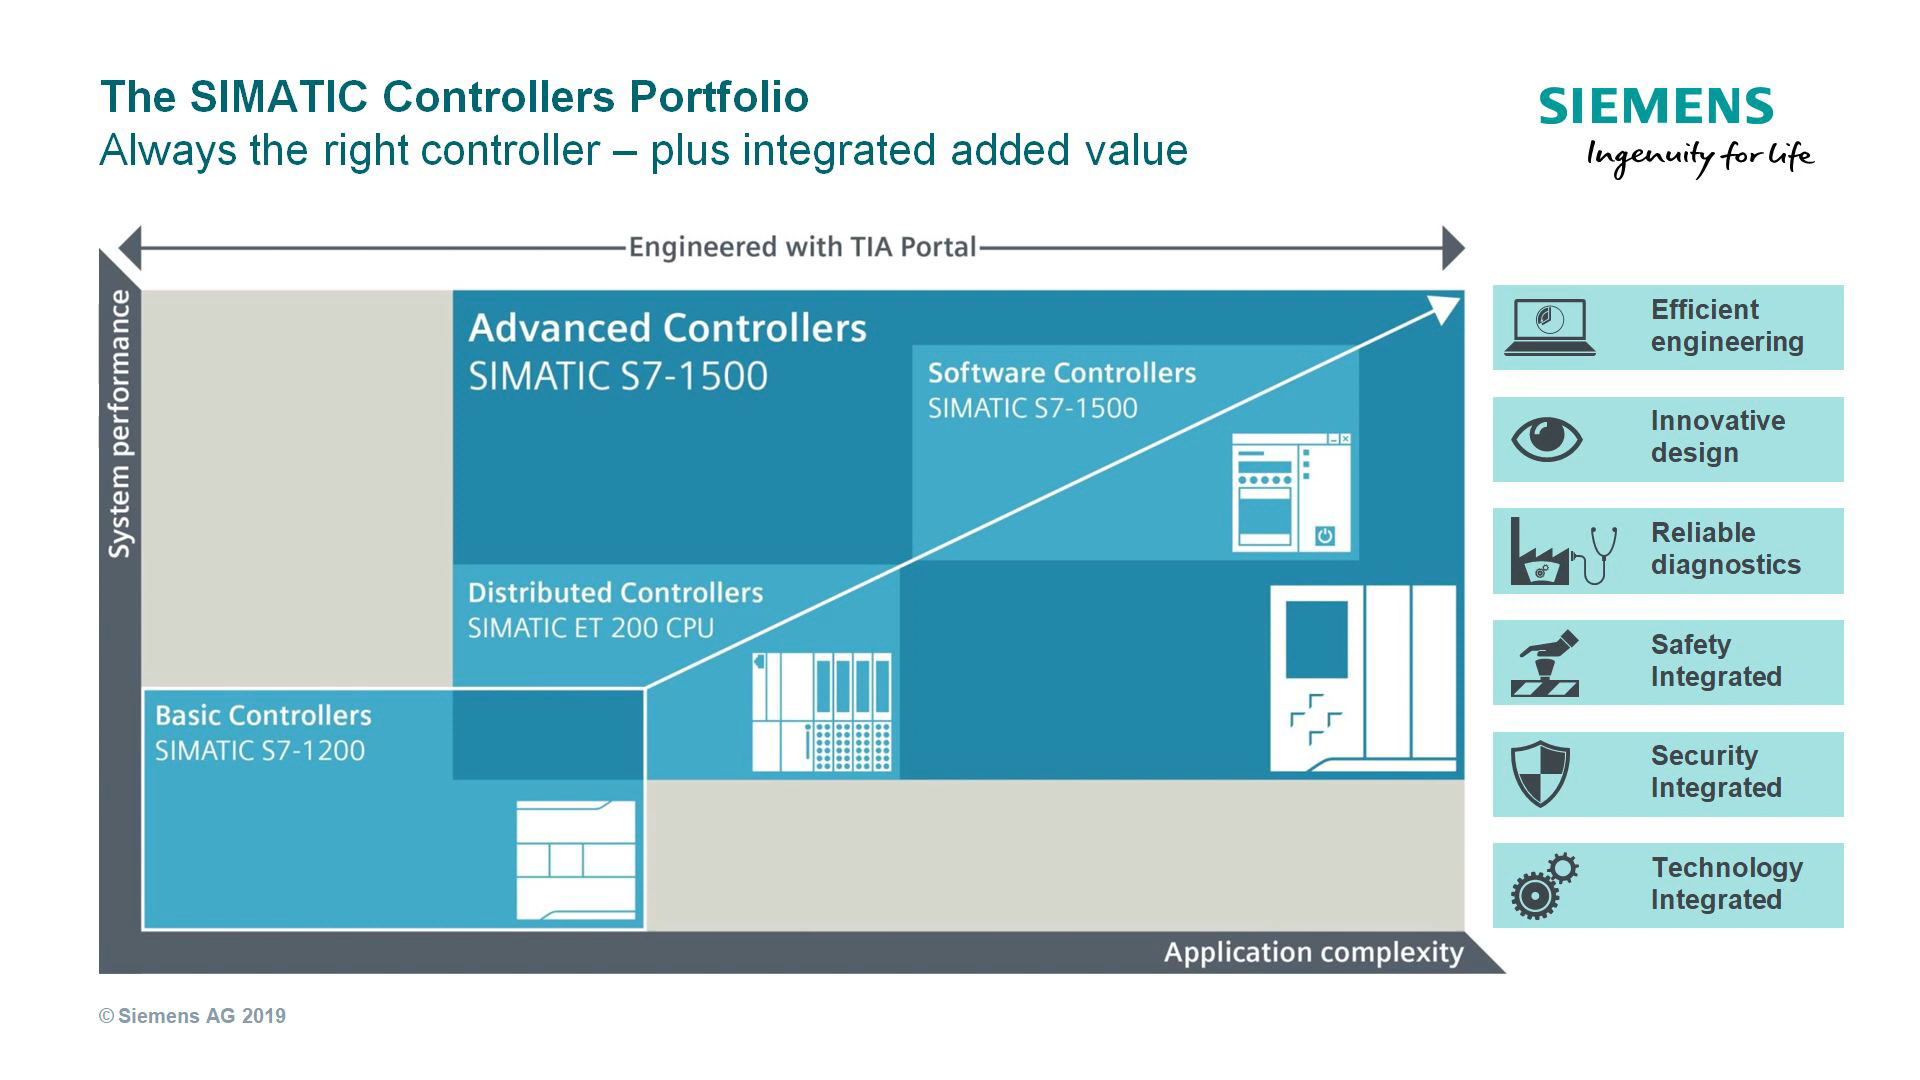 The SIMATIC Controllers Portfolio
Always the right controller – plus integrated added value
SIEMENS
Ingenuity for life
Engineered with TIA Portal
System performance
Advanced Controllers
SIMATIC S7-1500
Software Controllers
SIMATIC S7-1500
Distributed Controllers
SIMATIC ET 200 CPU
Basic Controllers
SIMATIC S7-1200
Application complexity
Efficient
engineering
Innovative
design
Reliable
diagnostics
Safety
Integrated
Security
Integrated
Technology
Integrated
© Siemens AG 2019